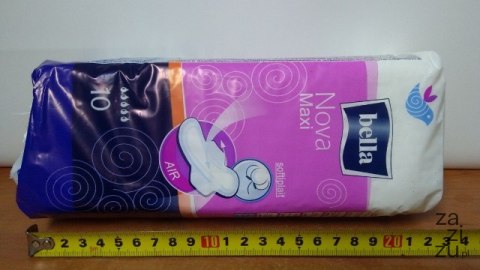 bella
Nova
Maxi
softiplait
AIR
10
2 3 4 5 6 7 8 9 10 1 2 3 4 5 6 7 8 9 20 1 2 3 4
za
zi
zu.pl